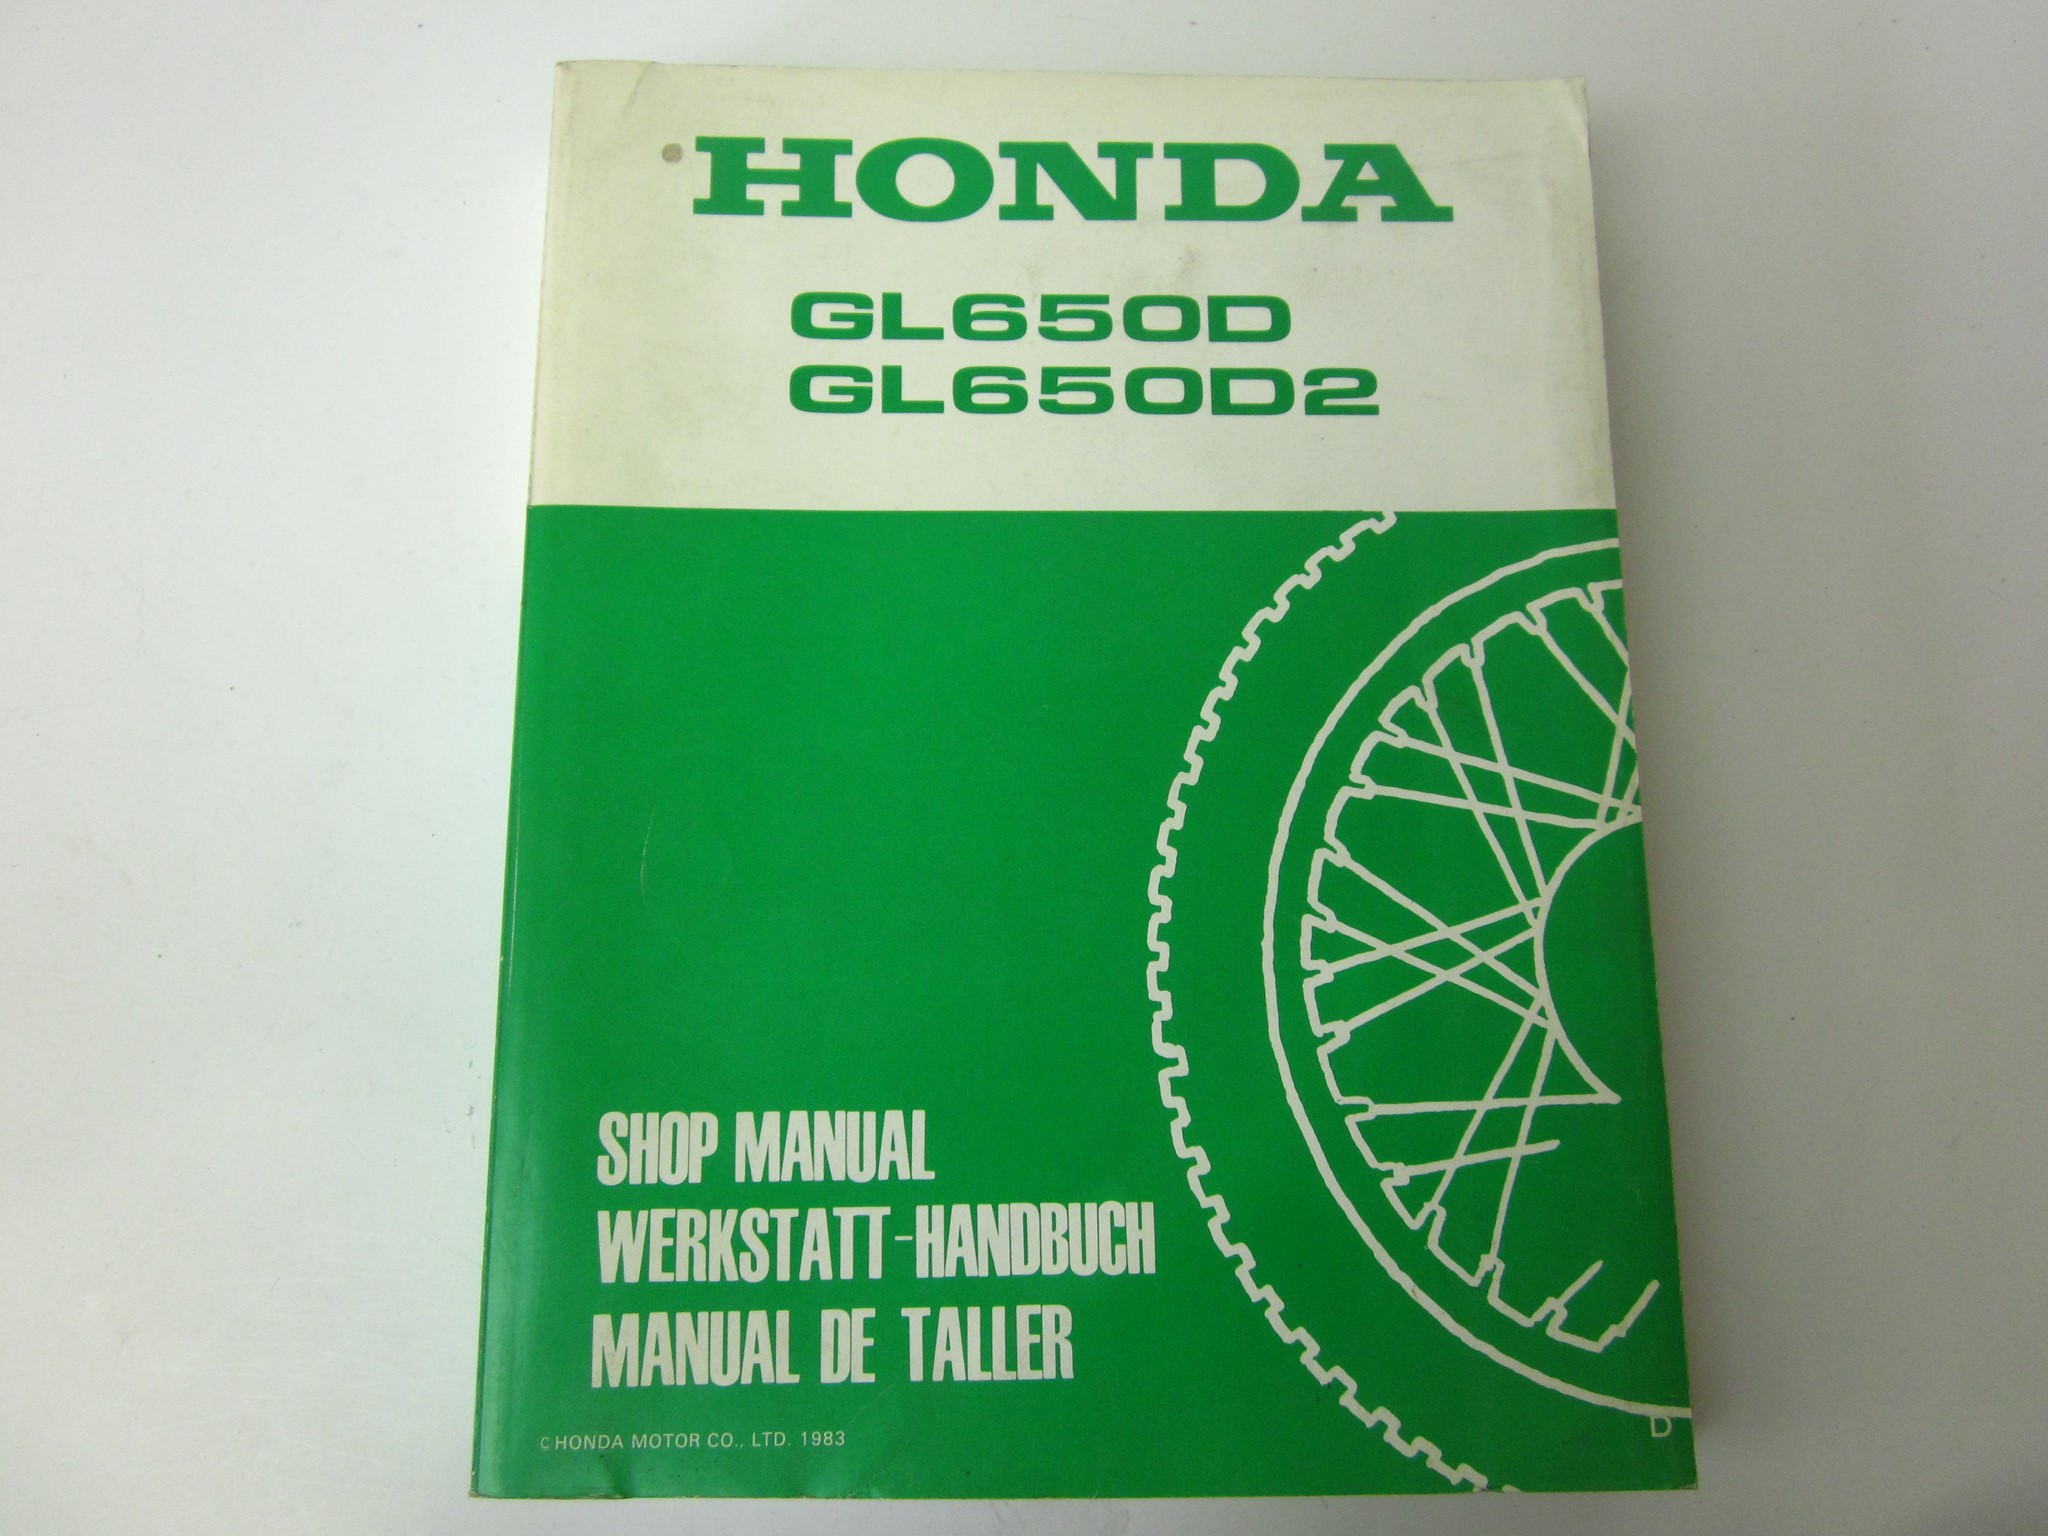 HONDA
GL650D
GL650D2
SHOP MANUAL
WERKSTATT-HANDBUCH
MANUAL DE TALLER
© HONDA MOTOR CO., LTD. 1983
D